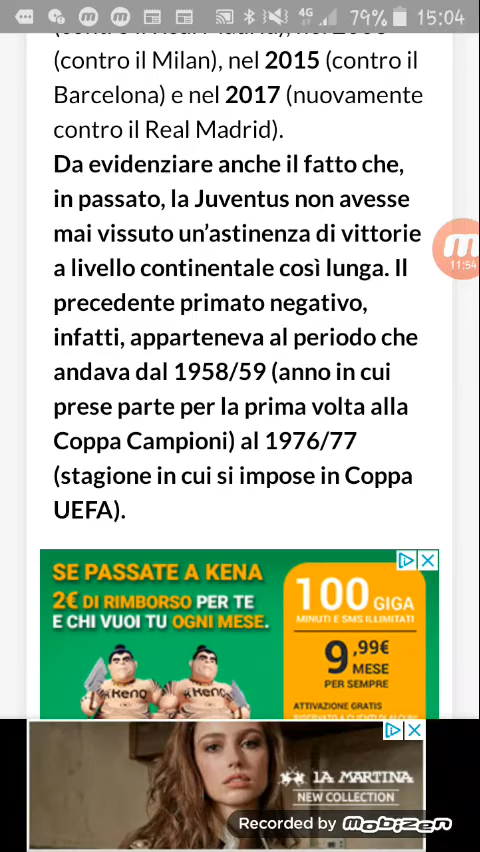 4G 79% 15:04
(contro il Milan), nel 2015 (contro il
Barcelona) e nel 2017 (nuovamente
contro il Real Madrid).
Da evidenziare anche il fatto che,
in passato, la Juventus non avesse
mai vissuto un’astinenza di vittorie
a livello continentale così lunga. Il
precedente primato negativo,
infatti, apparteneva al periodo che
andava dal 1958/59 (anno in cui
prese parte per la prima volta alla
Coppa Campioni) al 1976/77
(stagione in cui si impose in Coppa
UEFA).
11:54
SE PASSATE A KENA
2€ DI RIMBORSO PER TE
E CHI VUOI TU OGNI MESE.
Kena
Kena
100 GIGA
MINUTI E SMS ILLIMITATI
9,99€
MESE
PER SEMPRE
ATTIVAZIONE GRATIS
LA MARTINA
NEW COLLECTION
Recorded by mobizen